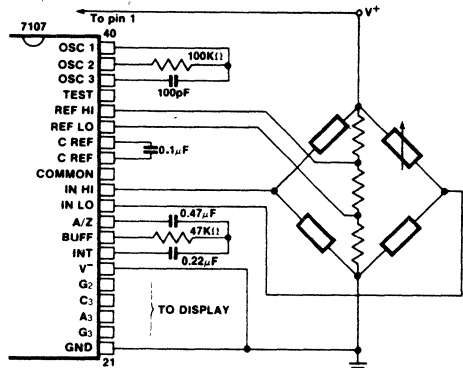 To pin 1
V+
7107
40
OSC 1
OSC 2
100KΩ
OSC 3
100pF
TEST
REF HI
REF LO
C REF
0.1μF
C REF
COMMON
IN HI
IN LO
0.47μF
A/Z
BUFF
47KΩ
INT
0.22μF
V-
G2
C3
TO DISPLAY
A3
G3
GND
21